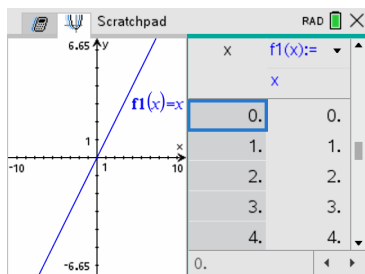 Scratchpad
RAD
6.65
y
f1(x)=x
1
x
-10
1
10
-6.65
x
f1(x):=
x
0. 0.
1. 1.
2. 2.
3. 3.
4. 4.
0.